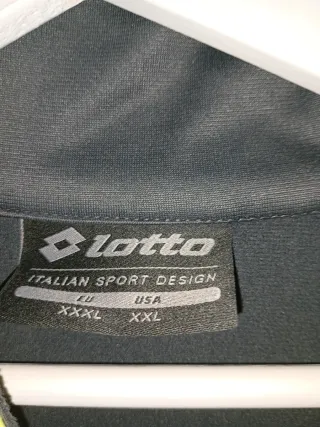 lotto
ITALIAN SPORT DESIGN
EU USA
XXXL XXL